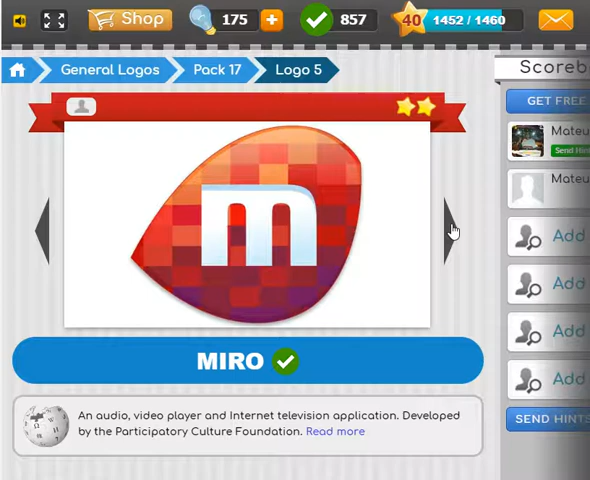 Shop 175 + 857 40 1452 / 1460
General Logos Pack 17 Logo 5
Scoreb
GET FREE
Mateu
Send Hin
Mateu
m
Add
Add
Add
Add
MIRO
SEND HINTS
An audio, video player and Internet television application. Developed
by the Participatory Culture Foundation. Read more